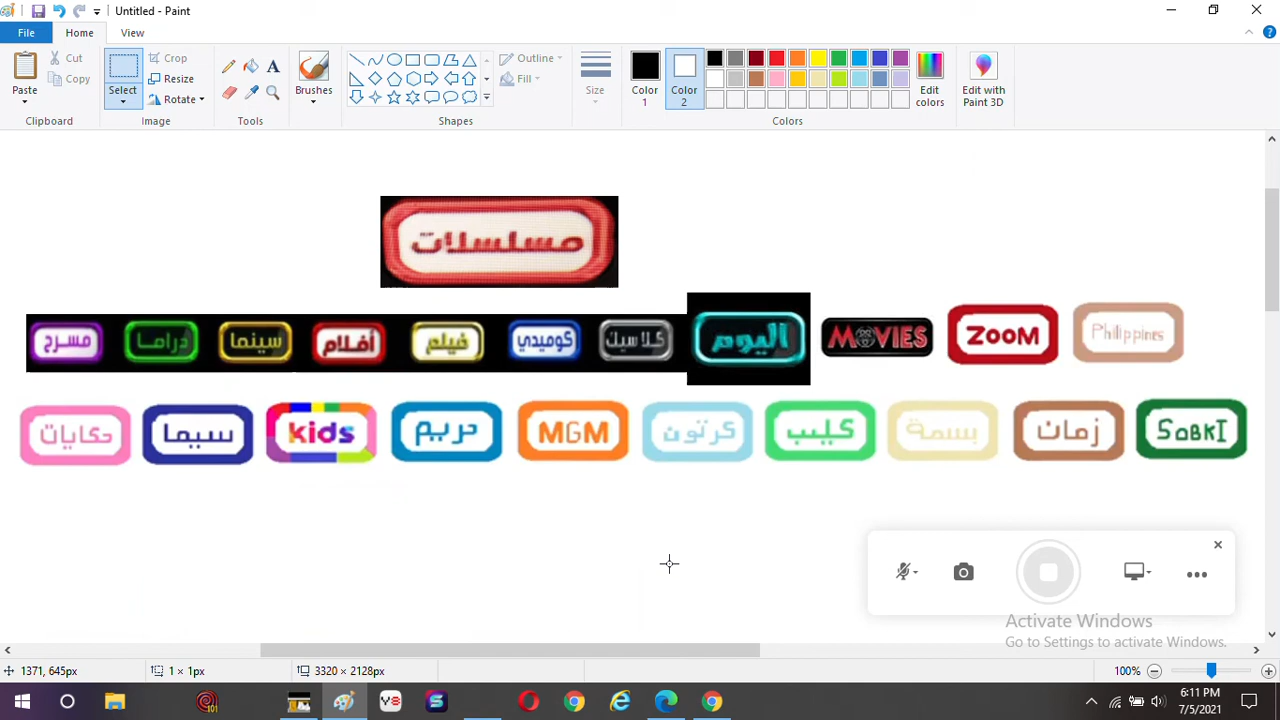 Untitled - Paint
File
Home
View
Paste
Cut
Copy
Clipboard
Select
Crop
Resize
Rotate
Image
Tools
Brushes
Shapes
Outline
Fill
Size
Color 1
Color 2
Edit colors
Colors
Edit with Paint 3D
مسلسلات
مسرح
دراما
سينما
أفلام
فيلم
كوميدي
كلاسيك
اليوم
MOVIES
ZOOM
Philippines
حكايات
سيما
kids
حريم
MGM
كرتون
كليب
بسمة
زمان
SOBKI
Activate Windows
Go to Settings to activate Windows.
1371, 645px
1 × 1px
3320 × 2128px
100%
101
6:11 PM
7/5/2021